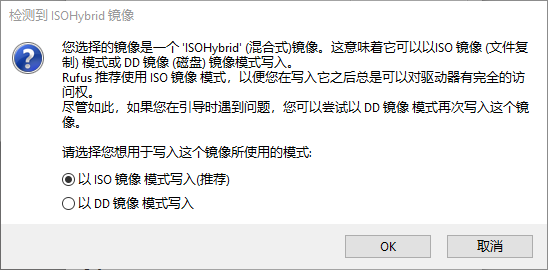 检测到 ISOHybrid 镜像
您选择的镜像是一个 'ISOHybrid' (混合式)镜像。这意味着它可以以ISO 镜像 (文件复
制) 模式或 DD 镜像 (磁盘) 镜像模式写入。
Rufus 推荐使用 ISO 镜像 模式，以便您在写入它之后总是可以对驱动器有完全的访
问权。
尽管如此，如果您在引导时遇到问题，您可以尝试以 DD 镜像 模式再次写入这个镜
像。
请选择您想用于写入这个镜像所使用的模式:
以 ISO 镜像 模式写入(推荐)
以 DD 镜像 模式写入
OK
取消